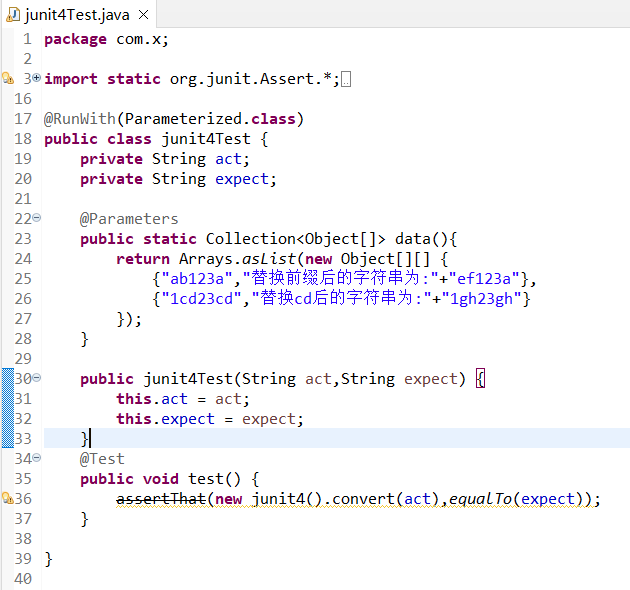 junit4Test.java
1 package com.x;
2
3 import static org.junit.Assert.*;
16
17 @RunWith(Parameterized.class)
18 public class junit4Test {
19 private String act;
20 private String expect;
21
22 @Parameters
23 public static Collection<Object[]> data(){
24 return Arrays.asList(new Object[][] {
25 {"ab123a","替换前缀后的字符串为:"+"ef123a"},
26 {"1cd23cd","替换cd后的字符串为:"+"1gh23gh"}
27 });
28 }
29
30 public junit4Test(String act,String expect) {
31 this.act = act;
32 this.expect = expect;
33 }
34 @Test
35 public void test() {
36 assertThat(new junit4().convert(act),equalTo(expect));
37 }
38
39 }
40